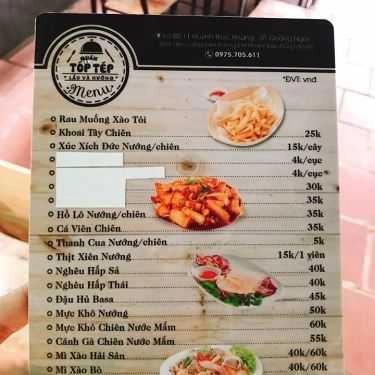 QUÁN
TÓP TÉP
LẨU VÀ NƯỚNG
Menu
0975.705.611
*ĐVT: vnđ
Rau Muống Xào Tỏi
Khoai Tây Chiên 25k
Xúc Xích Đức Nướng/chiên 15k/cây
4k/cục
4k/cục
30k
35k
Hồ Lô Nướng/chiên 35k
Cá Viên Chiên 35k
Thanh Cua Nướng/chiên 5k
Thịt Xiên Nướng 15k/1 viên
Nghêu Hấp Sả 40k
Nghêu Hấp Thái 40k
Đậu Hủ Basa 45k
Mực Khô Nướng 50k
Mực Khô Chiên Nước Mắm 60k
Cánh Gà Chiên Nước Mắm 55k
Mì Xào Hải Sản 40k/60k
Mì Xào Bò 40k/60k